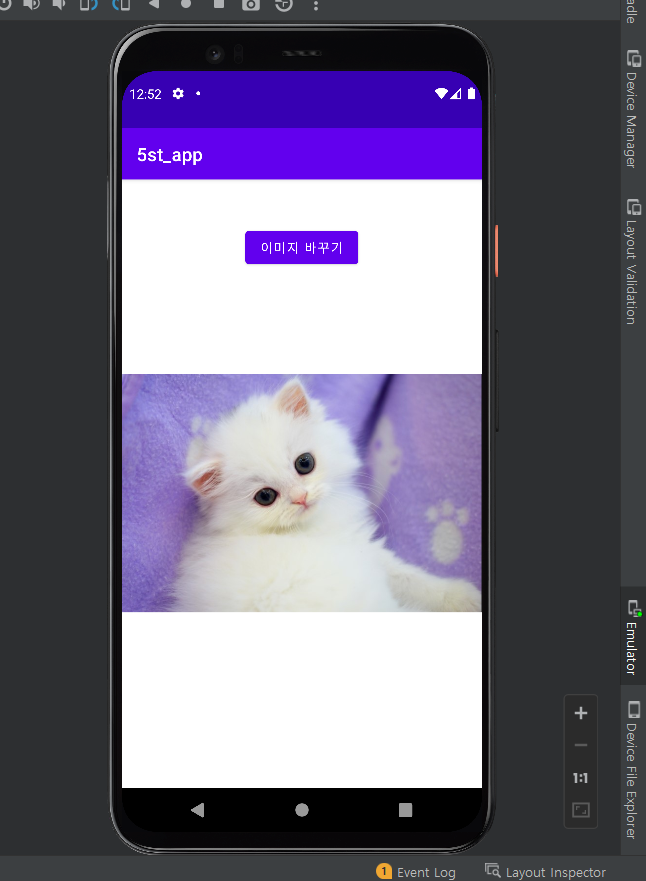 adle
Device Manager
Layout Validation
12:52
5st_app
이미지 바꾸기
Emulator
Device File Explorer
1:1
1 Event Log
Layout Inspector